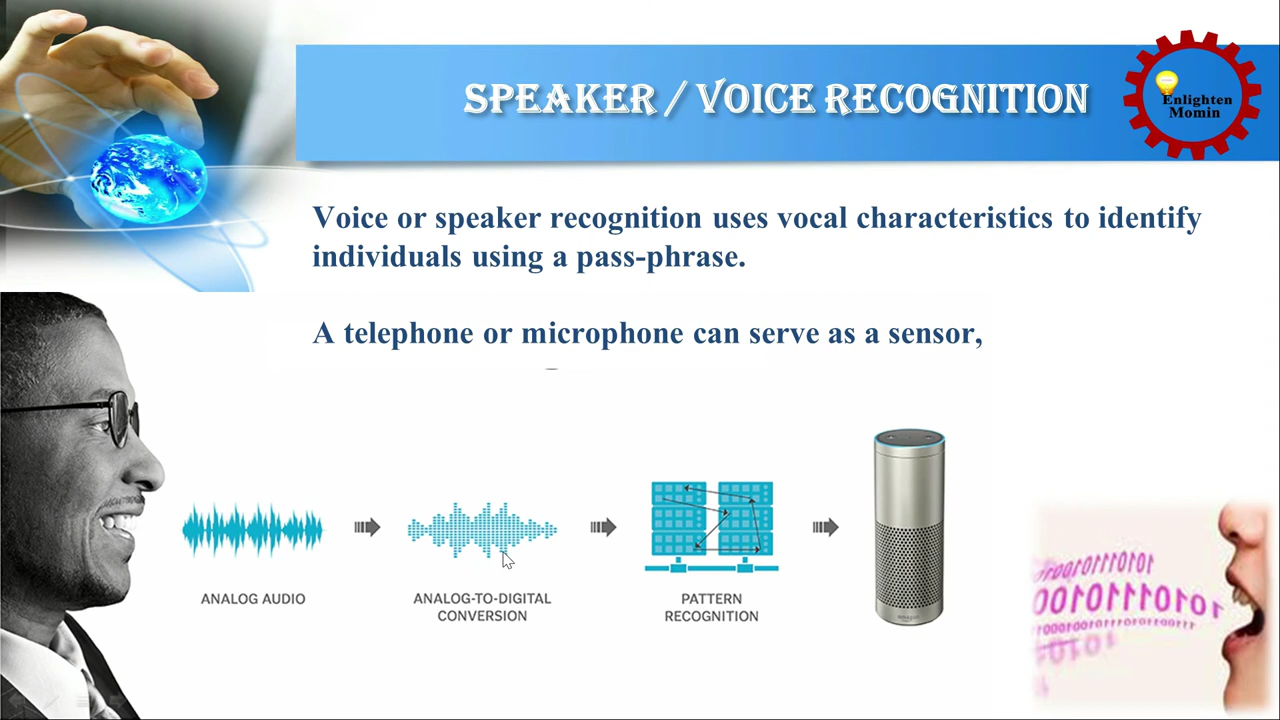 SPEAKER / VOICE RECOGNITION
Enlighten
Momin
Voice or speaker recognition uses vocal characteristics to identify
individuals using a pass-phrase.
A telephone or microphone can serve as a sensor,
ANALOG AUDIO
ANALOG-TO-DIGITAL
CONVERSION
PATTERN
RECOGNITION
amazon